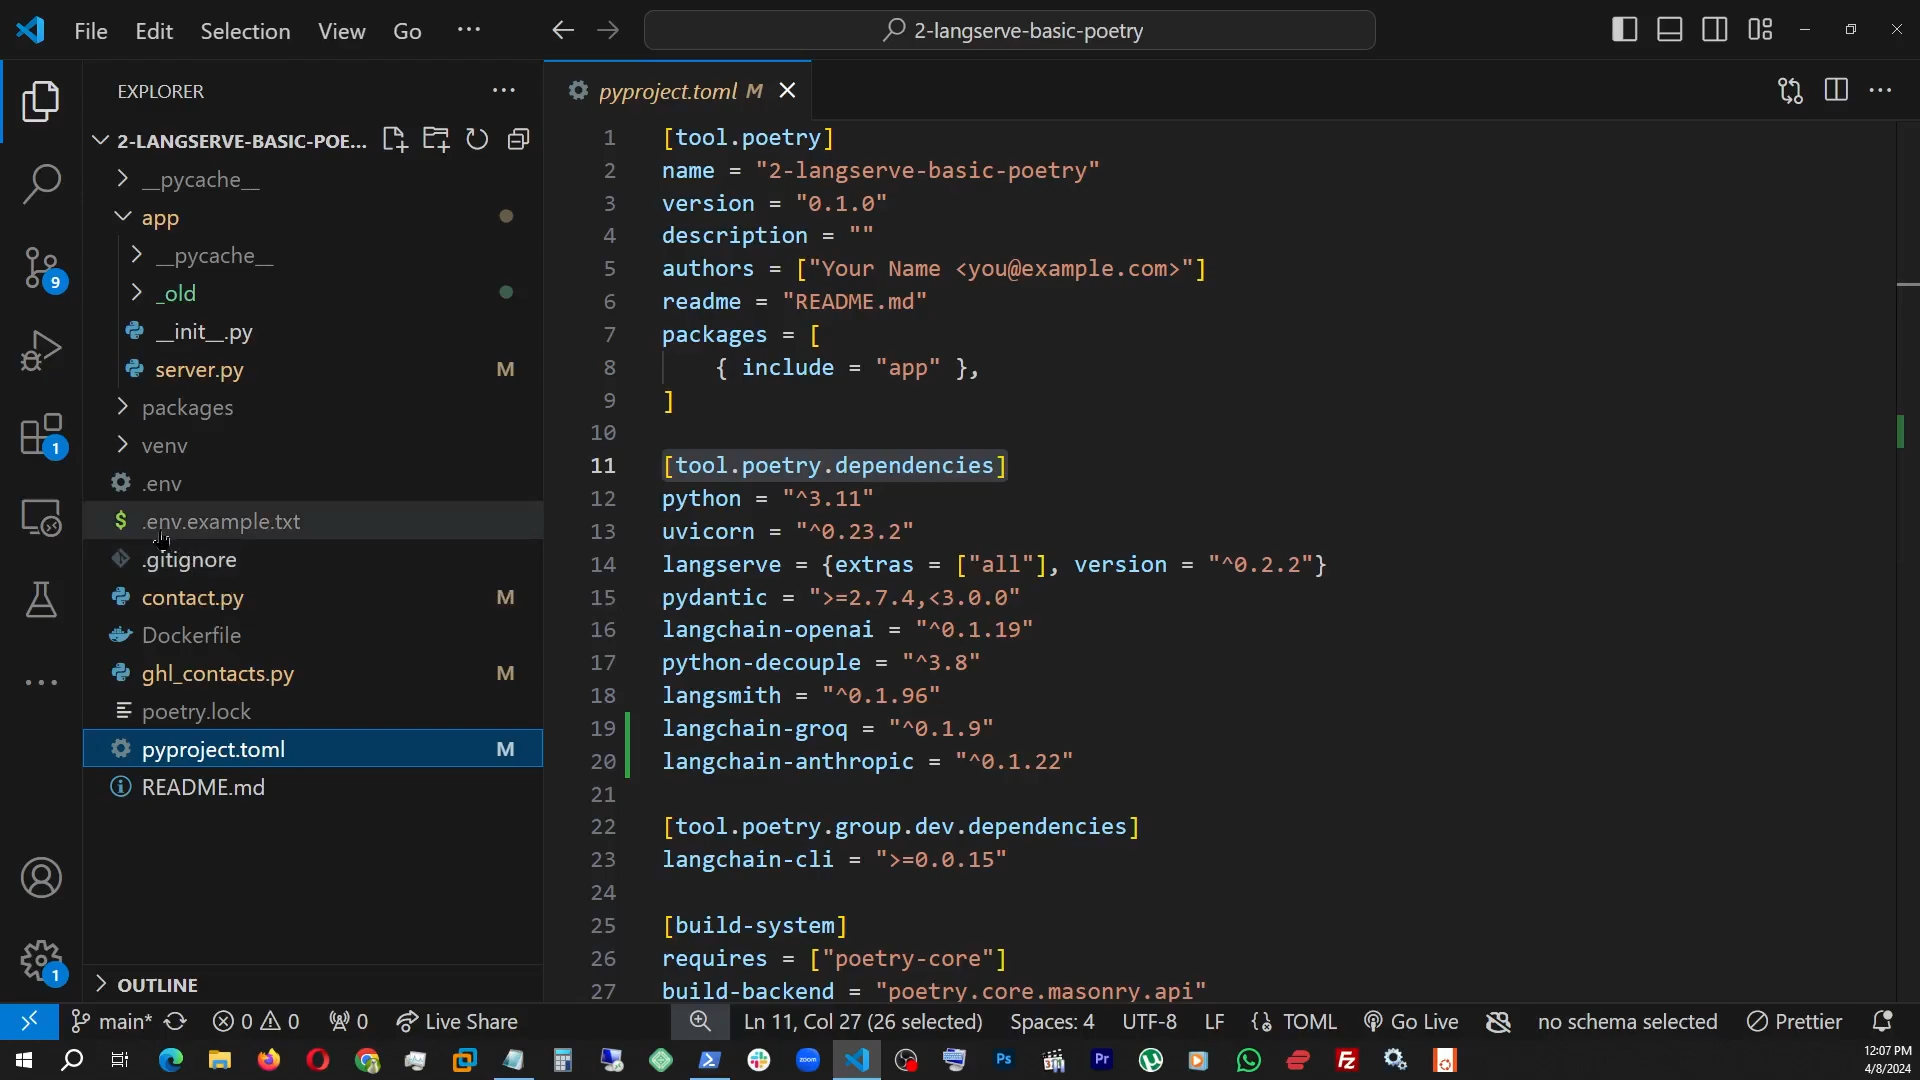 File Edit Selection View Go ···
2-langserve-basic-poetry
EXPLORER
2-LANGSERVE-BASIC-POE...
__pycache__
app
__pycache__
_old
__init__.py
server.py M
packages
venv
.env
$ .env.example.txt
.gitignore
contact.py M
Dockerfile
ghl_contacts.py M
poetry.lock
pyproject.toml M
README.md
OUTLINE
9
1
1
pyproject.toml M
1 [tool.poetry]
2 name = "2-langserve-basic-poetry"
3 version = "0.1.0"
4 description = ""
5 authors = ["Your Name <you@example.com>"]
6 readme = "README.md"
7 packages = [
8 { include = "app" },
9 ]
10
11 [tool.poetry.dependencies]
12 python = "^3.11"
13 uvicorn = "^0.23.2"
14 langserve = {extras = ["all"], version = "^0.2.2"}
15 pydantic = ">=2.7.4,<3.0.0"
16 langchain-openai = "^0.1.19"
17 python-decouple = "^3.8"
18 langsmith = "^0.1.96"
19 langchain-groq = "^0.1.9"
20 langchain-anthropic = "^0.1.22"
21
22 [tool.poetry.group.dev.dependencies]
23 langchain-cli = ">=0.0.15"
24
25 [build-system]
26 requires = ["poetry-core"]
27 build-backend = "poetry.core.masonry.api"
main* 0 0 0 Live Share Ln 11, Col 27 (26 selected) Spaces: 4 UTF-8 LF {} TOML Go Live no schema selected Prettier
zoom Ps Pr Fz
12:07 PM
4/8/2024